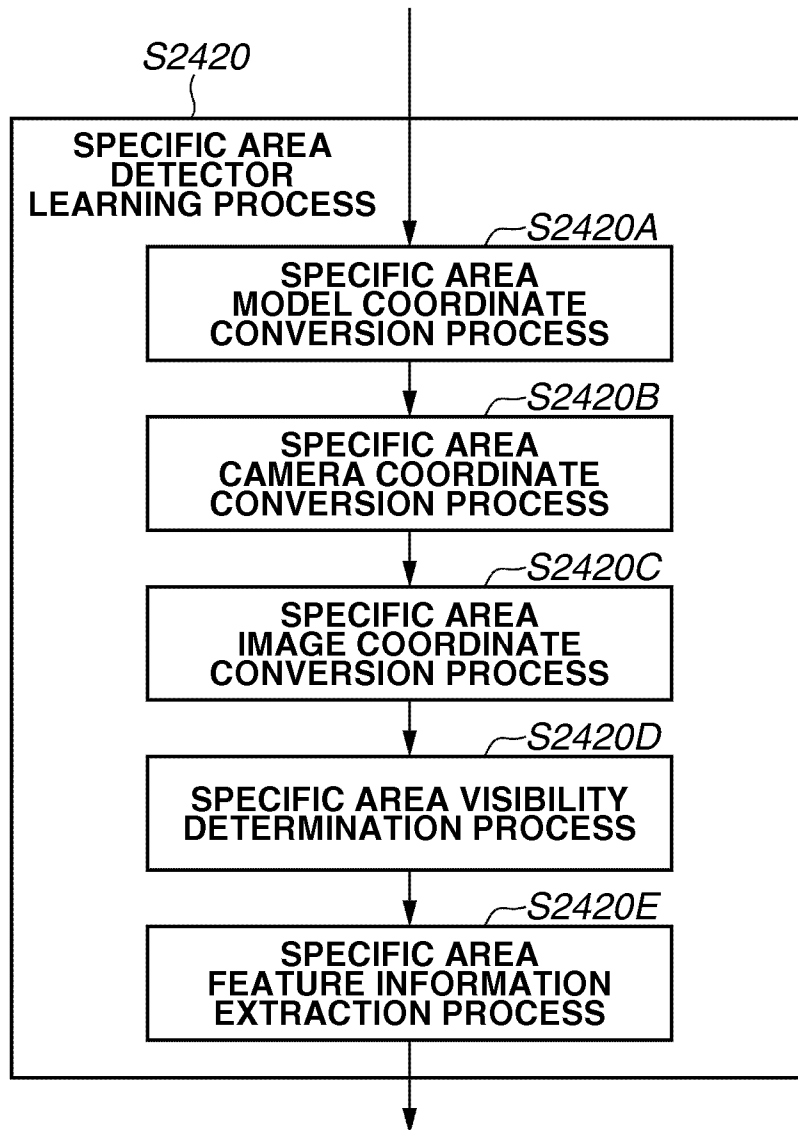 S2420
SPECIFIC AREA
DETECTOR
LEARNING PROCESS
S2420A
SPECIFIC AREA
MODEL COORDINATE
CONVERSION PROCESS
S2420B
SPECIFIC AREA
CAMERA COORDINATE
CONVERSION PROCESS
S2420C
SPECIFIC AREA
IMAGE COORDINATE
CONVERSION PROCESS
S2420D
SPECIFIC AREA VISIBILITY
DETERMINATION PROCESS
S2420E
SPECIFIC AREA
FEATURE INFORMATION
EXTRACTION PROCESS